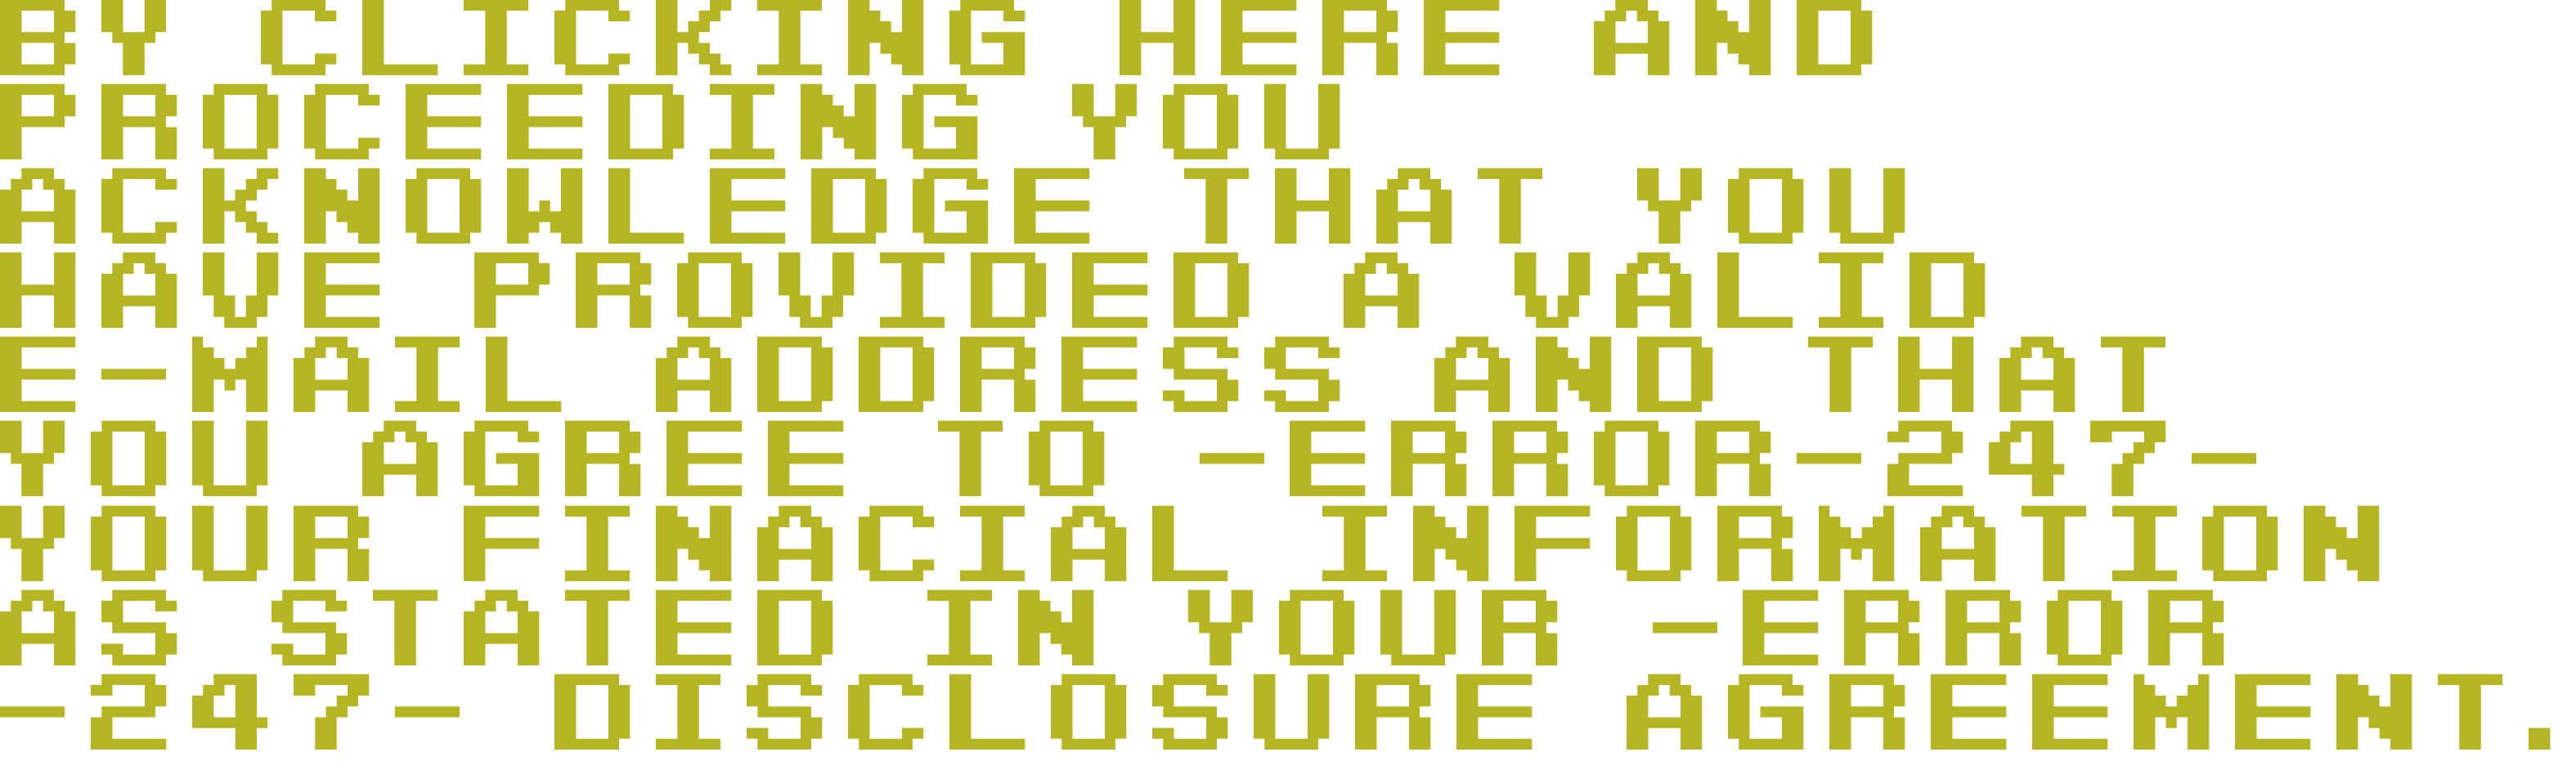 BY CLICKING HERE AND
PROCEEDING YOU
ACKNOWLEDGE THAT YOU
HAVE PROVIDED A VALID
E-MAIL ADDRESS AND THAT
YOU AGREE TO -ERROR-247-
YOUR FINACIAL INFORMATION
AS STATED IN YOUR -ERROR
-247- DISCLOSURE AGREEMENT.